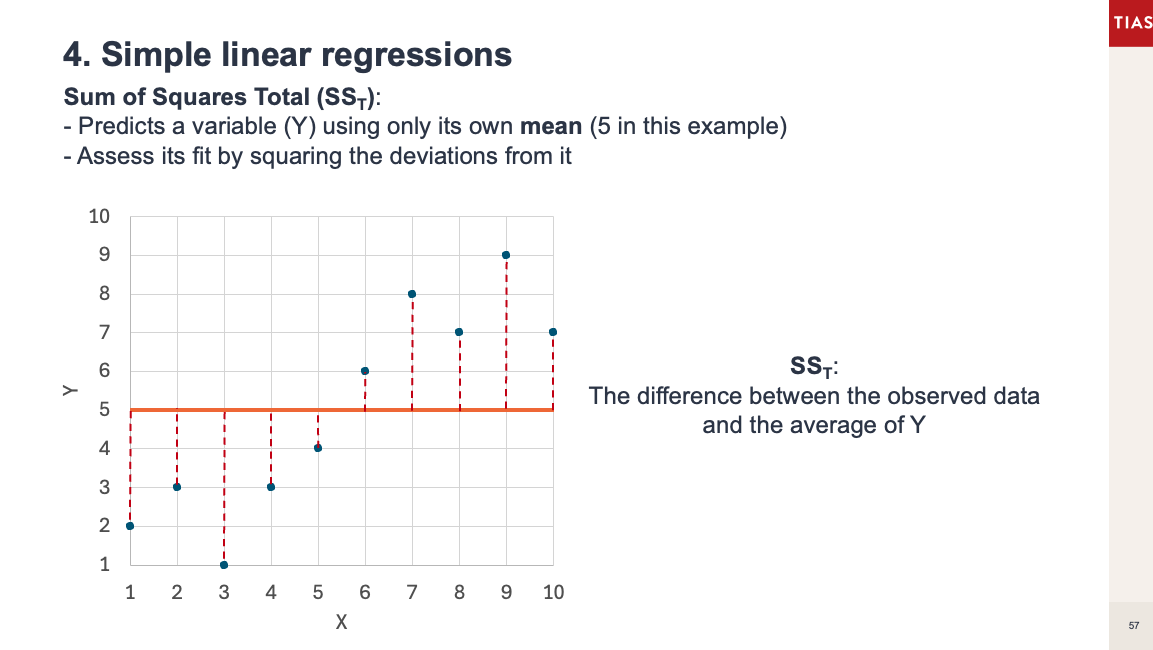 TIAS
4. Simple linear regressions
Sum of Squares Total (SST):
- Predicts a variable (Y) using only its own mean (5 in this example)
- Assess its fit by squaring the deviations from it
10
9
8
7
6
5
4
3
2
1
Y
1 2 3 4 5 6 7 8 9 10
X
SST:
The difference between the observed data
and the average of Y
57